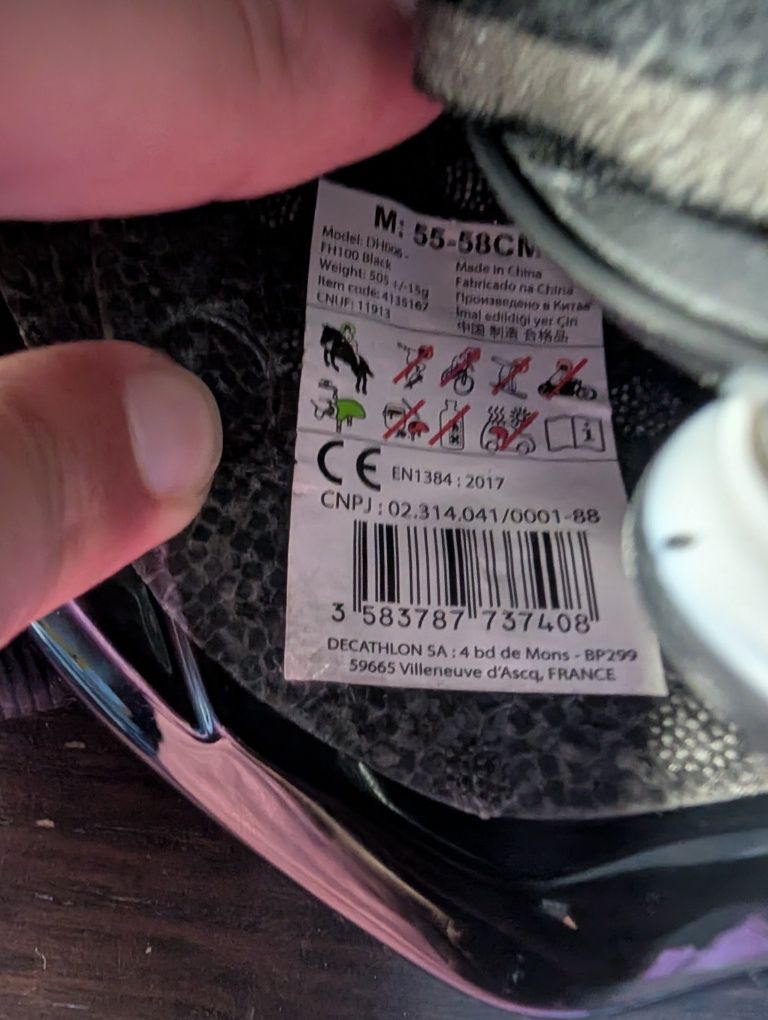 M: 55-58CM
Model: DH006 -
FH100 Black
Weight: 505 +/-15g
Item code: 4135167
CNUF: 11913
Made in China
Fabricado na China
Произведено в Китае
İmal edildiği yer Çin
中国 制造 合格品
i
CE EN1384 : 2017
CNPJ : 02.314.041/0001-88
3 583787 737408
DECATHLON SA : 4 bd de Mons - BP299
59665 Villeneuve d'Ascq, FRANCE